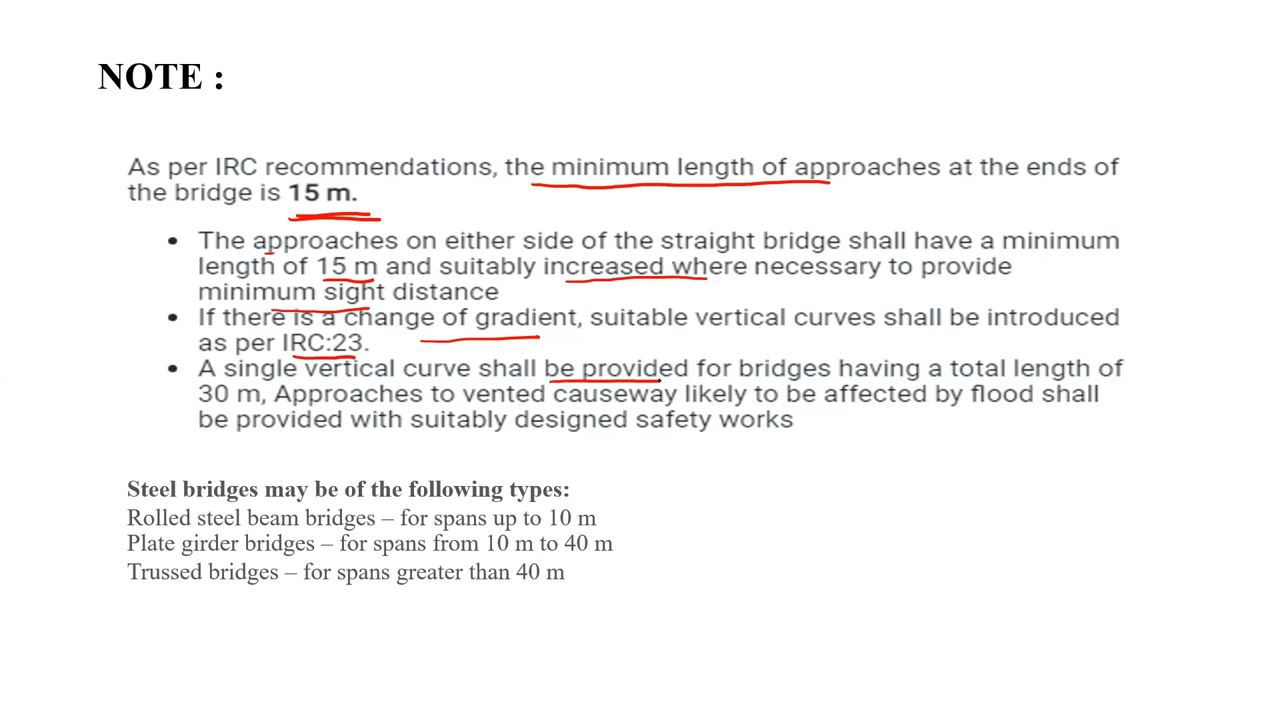 NOTE :
As per IRC recommendations, the minimum length of approaches at the ends of
the bridge is 15 m.
• The approaches on either side of the straight bridge shall have a minimum
length of 15 m and suitably increased where necessary to provide
minimum sight distance
• If there is a change of gradient, suitable vertical curves shall be introduced
as per IRC:23.
• A single vertical curve shall be provided for bridges having a total length of
30 m, Approaches to vented causeway likely to be affected by flood shall
be provided with suitably designed safety works
Steel bridges may be of the following types:
Rolled steel beam bridges – for spans up to 10 m
Plate girder bridges – for spans from 10 m to 40 m
Trussed bridges – for spans greater than 40 m